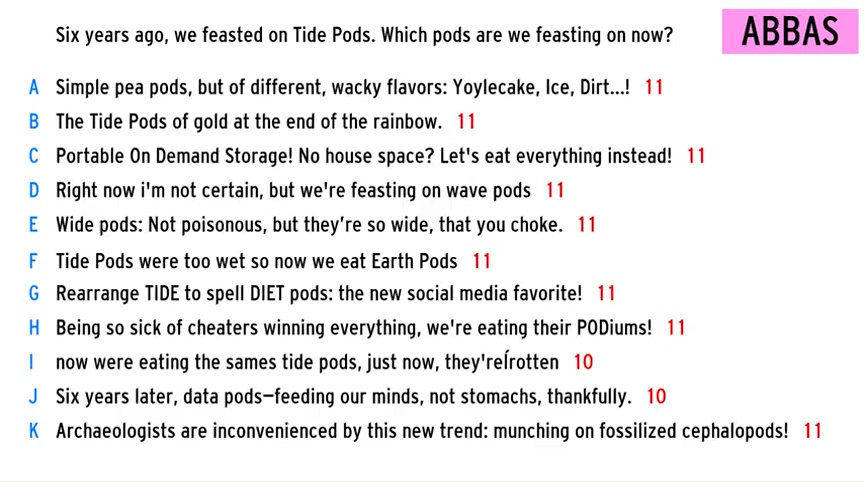 Six years ago, we feasted on Tide Pods. Which pods are we feasting on now?
ABBAS
A Simple pea pods, but of different, wacky flavors: Yoylecake, Ice, Dirt...! 11
B The Tide Pods of gold at the end of the rainbow. 11
C Portable On Demand Storage! No house space? Let's eat everything instead! 11
D Right now i'm not certain, but we're feasting on wave pods 11
E Wide pods: Not poisonous, but they’re so wide, that you choke. 11
F Tide Pods were too wet so now we eat Earth Pods 11
G Rearrange TIDE to spell DIET pods: the new social media favorite! 11
H Being so sick of cheaters winning everything, we're eating their PODiums! 11
I now were eating the sames tide pods, just now, they'reÍrotten 10
J Six years later, data pods—feeding our minds, not stomachs, thankfully. 10
K Archaeologists are inconvenienced by this new trend: munching on fossilized cephalopods! 11